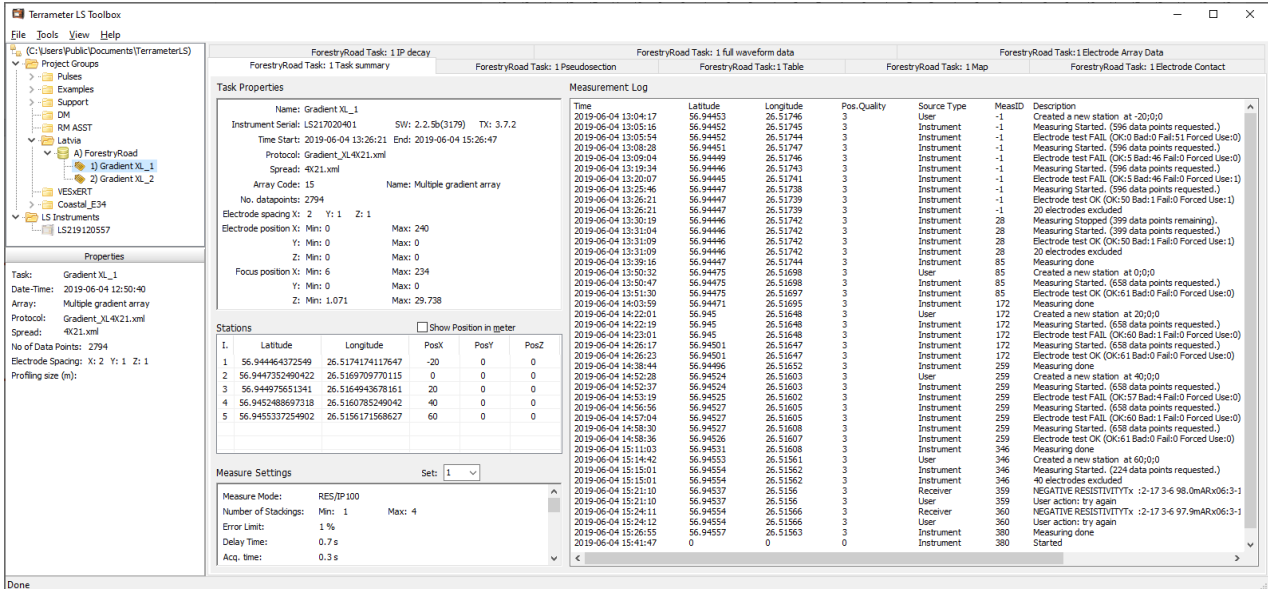 Terrameter LS Toolbox
File Tools View Help
(C:\Users\Public\Documents\TerrameterLS)
Project Groups
Pulses
Examples
Support
DM
RM ASST
Latvia
A) ForestryRoad
1) Gradient XL_1
2) Gradient XL_2
VESxERT
Coastal_E34
LS Instruments
LS219120557
Properties
Task: Gradient XL_1
Date-Time: 2019-06-04 12:50:40
Array: Multiple gradient array
Protocol: Gradient_XL4X21.xml
Spread: 4X21.xml
No of Data Points: 2794
Electrode Spacing: X: 2 Y: 1 Z: 1
Profiling size (m):
ForestryRoad Task: 1 IP decay ForestryRoad Task: 1 full waveform data ForestryRoad Task:1 Electrode Array Data
ForestryRoad Task: 1 Task summary ForestryRoad Task: 1 Pseudosection ForestryRoad Task:1 Table ForestryRoad Task: 1 Map ForestryRoad Task: 1 Electrode Contact
Task Properties
Name: Gradient XL_1
Instrument Serial: LS217020401 SW: 2.2.5b(3179) TX: 3.7.2
Time Start: 2019-06-04 13:26:21 End: 2019-06-04 15:26:47
Protocol: Gradient_XL4X21.xml
Spread: 4X21.xml
Array Code: 15 Name: Multiple gradient array
No. datapoints: 2794
Electrode spacing X: 2 Y: 1 Z: 1
Electrode position X: Min: 0 Max: 240
Y: Min: 0 Max: 0
Z: Min: 0 Max: 0
Focus position X: Min: 6 Max: 234
Y: Min: 0 Max: 0
Z: Min: 1.071 Max: 29.738
Stations Show Position in meter
I. Latitude Longitude PosX PosY PosZ
1 56.944464372549 26.5174174117647 -20 0 0
2 56.9447352490422 26.5169709770115 0 0 0
3 56.944975651341 26.5164943678161 20 0 0
4 56.9452488697318 26.5160785249042 40 0 0
5 56.9455337254902 26.5156171568627 60 0 0
Measure Settings Set: 1
Measure Mode: RES/IP100
Number of Stackings: Min: 1 Max: 4
Error Limit: 1 %
Delay Time: 0.7 s
Acq. time: 0.3 s
Measurement Log
Time Latitude Longitude Pos.Quality Source Type MeasID Description
2019-06-04 13:04:17 56.94453 26.51746 3 User -1 Created a new station at -20;0;0
2019-06-04 13:05:16 56.94452 26.51745 3 Instrument -1 Measuring Started. (596 data points requested.)
2019-06-04 13:05:54 56.94452 26.51744 3 Instrument -1 Electrode test FAIL (OK:0 Bad:0 Fail:51 Forced Use:0)
2019-06-04 13:08:28 56.94451 26.51747 3 Instrument -1 Measuring Started. (596 data points requested.)
2019-06-04 13:09:04 56.94449 26.51746 3 Instrument -1 Electrode test FAIL (OK:5 Bad:46 Fail:0 Forced Use:0)
2019-06-04 13:19:34 56.94446 26.51743 3 Instrument -1 Measuring Started. (596 data points requested.)
2019-06-04 13:20:07 56.94445 26.51741 3 Instrument -1 Electrode test FAIL (OK:5 Bad:46 Fail:0 Forced Use:1)
2019-06-04 13:25:46 56.94447 26.51738 3 Instrument -1 Measuring Started. (596 data points requested.)
2019-06-04 13:26:21 56.94447 26.51739 3 Instrument -1 Electrode test OK (OK:50 Bad:1 Fail:0 Forced Use:1)
2019-06-04 13:26:21 56.94447 26.51739 3 Instrument -1 20 electrodes excluded
2019-06-04 13:30:19 56.94446 26.51742 3 Instrument 28 Measuring Stopped (399 data points remaining).
2019-06-04 13:31:04 56.94446 26.51742 3 Instrument 28 Measuring Started. (399 data points requested.)
2019-06-04 13:31:09 56.94446 26.51742 3 Instrument 28 Electrode test OK (OK:50 Bad:1 Fail:0 Forced Use:1)
2019-06-04 13:31:09 56.94446 26.51742 3 Instrument 28 20 electrodes excluded
2019-06-04 13:39:16 56.94447 26.51744 3 Instrument 85 Measuring done
2019-06-04 13:50:32 56.94475 26.51698 3 User 85 Created a new station at 0;0;0
2019-06-04 13:50:47 56.94475 26.51698 3 Instrument 85 Measuring Started. (658 data points requested.)
2019-06-04 13:51:30 56.94475 26.51697 3 Instrument 85 Electrode test OK (OK:61 Bad:0 Fail:0 Forced Use:0)
2019-06-04 14:03:59 56.94471 26.51695 3 Instrument 172 Measuring done
2019-06-04 14:22:01 56.945 26.51648 3 User 172 Created a new station at 20;0;0
2019-06-04 14:22:19 56.945 26.51648 3 Instrument 172 Measuring Started. (658 data points requested.)
2019-06-04 14:23:01 56.945 26.51648 3 Instrument 172 Electrode test FAIL (OK:60 Bad:1 Fail:0 Forced Use:0)
2019-06-04 14:26:17 56.94501 26.51647 3 Instrument 172 Measuring Started. (658 data points requested.)
2019-06-04 14:26:23 56.94501 26.51647 3 Instrument 172 Electrode test OK (OK:61 Bad:0 Fail:0 Forced Use:0)
2019-06-04 14:38:44 56.94496 26.51652 3 Instrument 259 Measuring done
2019-06-04 14:52:28 56.94524 26.51603 3 User 259 Created a new station at 40;0;0
2019-06-04 14:52:37 56.94524 26.51603 3 Instrument 259 Measuring Started. (658 data points requested.)
2019-06-04 14:53:19 56.94525 26.51602 3 Instrument 259 Electrode test FAIL (OK:57 Bad:4 Fail:0 Forced Use:0)
2019-06-04 14:56:56 56.94527 26.51605 3 Instrument 259 Measuring Started. (658 data points requested.)
2019-06-04 14:57:04 56.94527 26.51605 3 Instrument 259 Electrode test FAIL (OK:60 Bad:1 Fail:0 Forced Use:0)
2019-06-04 14:58:30 56.94527 26.51608 3 Instrument 259 Measuring Started. (658 data points requested.)
2019-06-04 14:58:36 56.94526 26.51607 3 Instrument 259 Electrode test OK (OK:61 Bad:0 Fail:0 Forced Use:0)
2019-06-04 15:11:03 56.94531 26.51608 3 Instrument 346 Measuring done
2019-06-04 15:14:42 56.94553 26.51561 3 User 346 Created a new station at 60;0;0
2019-06-04 15:15:01 56.94554 26.51562 3 Instrument 346 Measuring Started. (224 data points requested.)
2019-06-04 15:15:01 56.94554 26.51562 3 Instrument 346 40 electrodes excluded
2019-06-04 15:21:10 56.94537 26.5156 3 Receiver 359 NEGATIVE RESISTIVITYTx :2-17 3-6 98.0mARx06:3-1
2019-06-04 15:21:10 56.94537 26.5156 3 User 359 User action: try again
2019-06-04 15:24:11 56.94554 26.51566 3 Receiver 360 NEGATIVE RESISTIVITYTx :2-17 3-6 97.9mARx06:3-1
2019-06-04 15:24:12 56.94554 26.51566 3 User 360 User action: try again
2019-06-04 15:26:55 56.94557 26.51563 3 Instrument 380 Measuring done
2019-06-04 15:41:47 0 0 0 Instrument 380 Started
Done